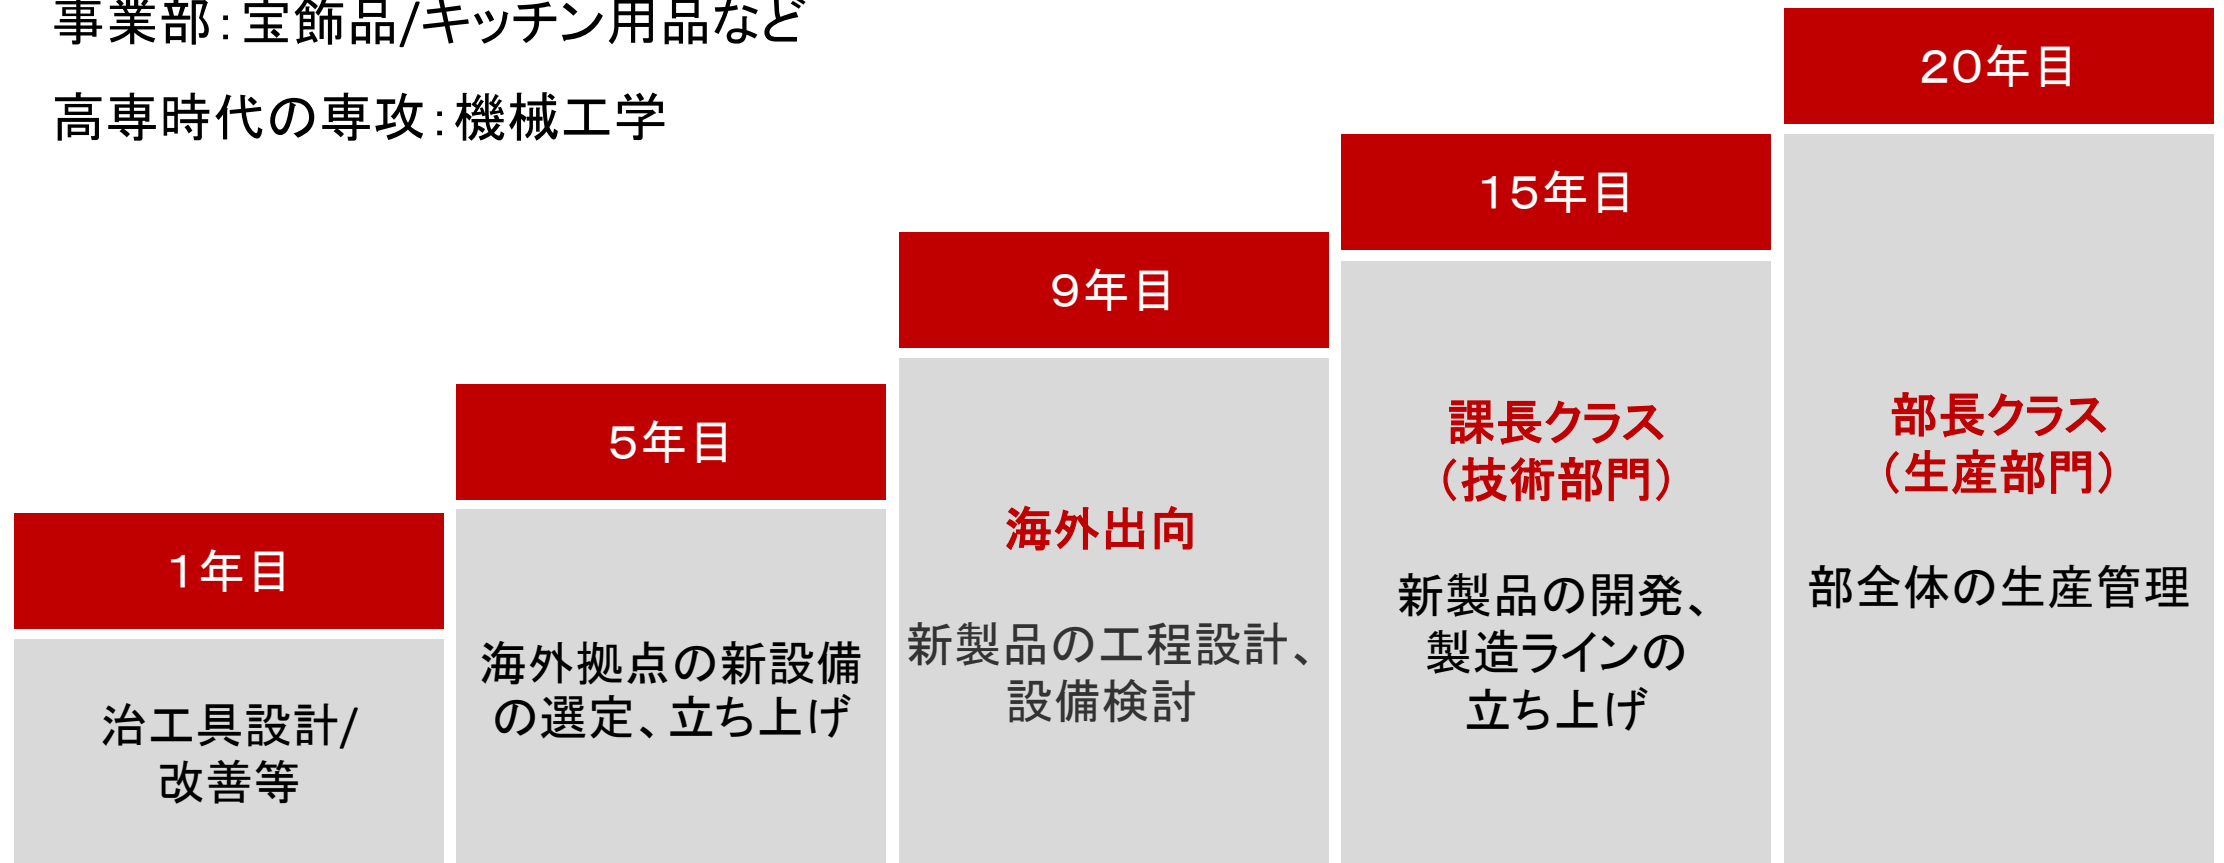 事業部：宝飾品/キッチン用品など
高専時代の専攻：機械工学
1年目
治工具設計/
改善等
5年目
海外拠点の新設備
の選定、立ち上げ
9年目
海外出向
新製品の工程設計、
設備検討
15年目
課長クラス
（技術部門）
新製品の開発、
製造ラインの
立ち上げ
20年目
部長クラス
（生産部門）
部全体の生産管理